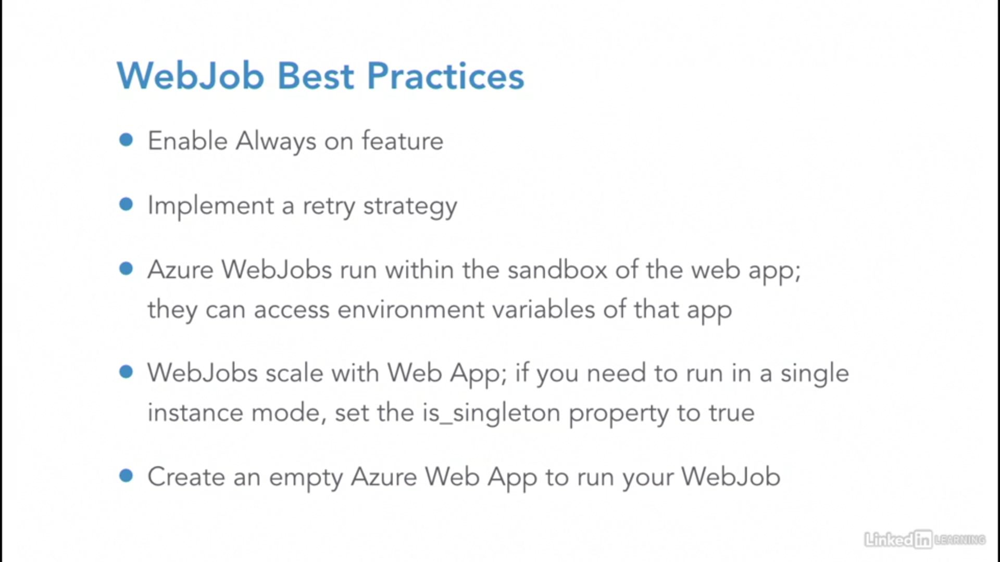 WebJob Best Practices
Enable Always on feature
Implement a retry strategy
Azure WebJobs run within the sandbox of the web app;
they can access environment variables of that app
WebJobs scale with Web App; if you need to run in a single
instance mode, set the is_singleton property to true
Create an empty Azure Web App to run your WebJob
Linked in LEARNING